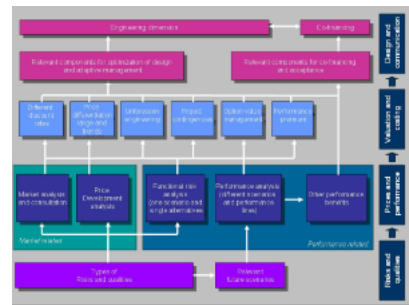 Engineering dimension
Co-financing
Relevant components for optimization of design
and adaptive management
Relevant components for co-financing
and acceptance
Different
discount
rates
Price
differentiation
range and
trends
Unforeseen
engineering
Project
contingencies
Option value
management
Performance
premium
Market analysis
and consultation
Price
Development
analysis
Functional risk
analysis
(one scenario and
single alternatives)
Performance analysis
(different scenarios
and performance
lines)
Other performance
benefits
Market related
Performance related
Types of
Risks and qualities
Relevant
future scenarios
Design and
communication
Valuation and
costing
Prices and
performance
Risks and
qualities